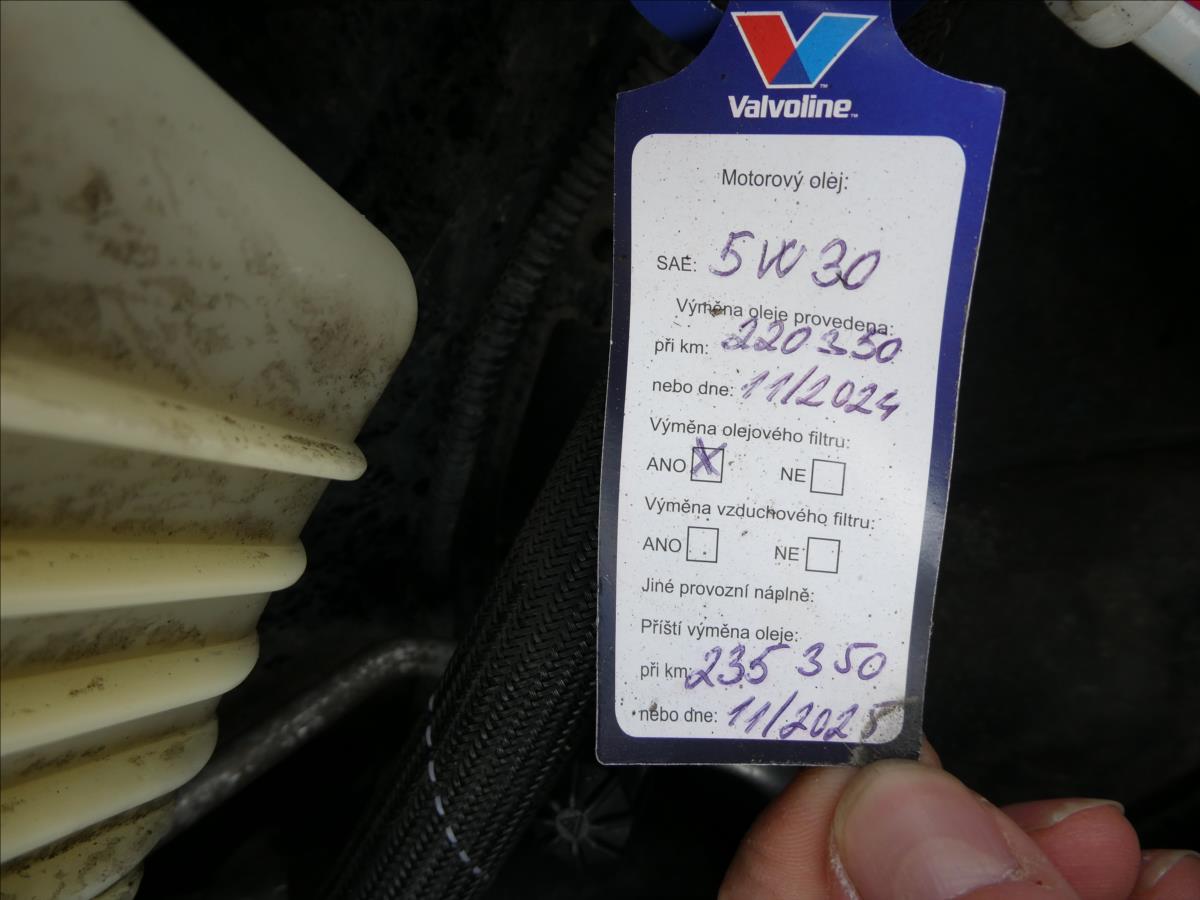 Valvoline™
Motorový olej:
SAE: 5W30
Výměna oleje provedena:
při km: 220 350
nebo dne: 11/2024
Výměna olejového filtru:
ANO X NE
Výměna vzduchového filtru:
ANO NE
Jiné provozní náplně:
Příští výměna oleje:
při km: 235 350
nebo dne: 11/2025